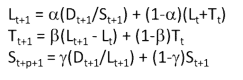 Lₜ₊₁ = α(Dₜ₊₁/Sₜ₊₁) + (1-α)(Lₜ+Tₜ)
Tₜ₊₁ = β(Lₜ₊₁ - Lₜ) + (1-β)Tₜ
Sₜ₊ₚ₊₁ = γ(Dₜ₊₁/Lₜ₊₁) + (1-γ)Sₜ₊₁